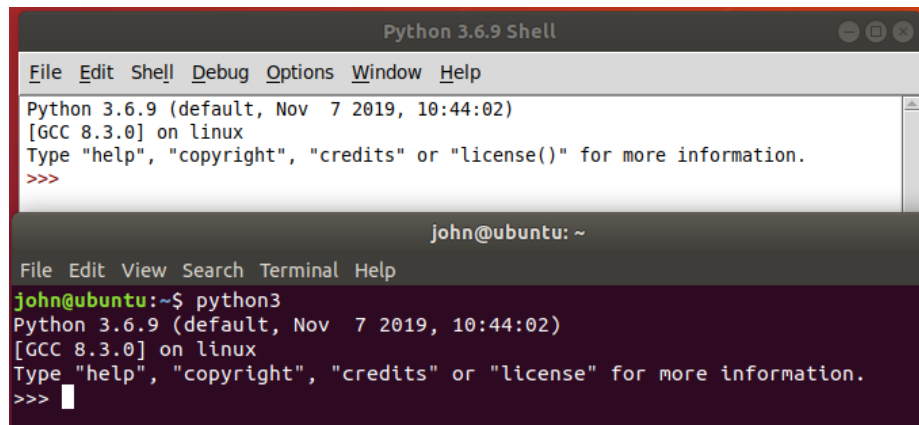 Python 3.6.9 Shell
File Edit Shell Debug Options Window Help
Python 3.6.9 (default, Nov  7 2019, 10:44:02)
[GCC 8.3.0] on linux
Type "help", "copyright", "credits" or "license()" for more information.
>>>
john@ubuntu: ~
File Edit View Search Terminal Help
john@ubuntu:~$ python3
Python 3.6.9 (default, Nov  7 2019, 10:44:02)
[GCC 8.3.0] on linux
Type "help", "copyright", "credits" or "license" for more information.
>>>